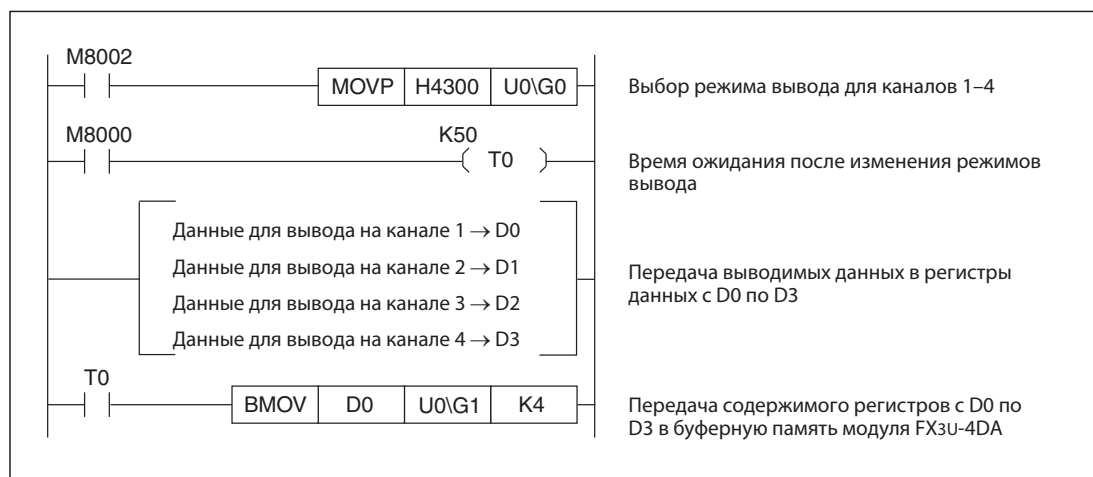 M8002
MOVP H4300 U0\G0
Выбор режима вывода для каналов 1–4
M8000
K50
T0
Время ожидания после изменения режимов
вывода
Данные для вывода на канале 1 → D0
Данные для вывода на канале 2 → D1
Данные для вывода на канале 3 → D2
Данные для вывода на канале 4 → D3
Передача выводимых данных в регистры
данных с D0 по D3
T0
BMOV D0 U0\G1 K4
Передача содержимого регистров с D0 по
D3 в буферную память модуля FX3U-4DA